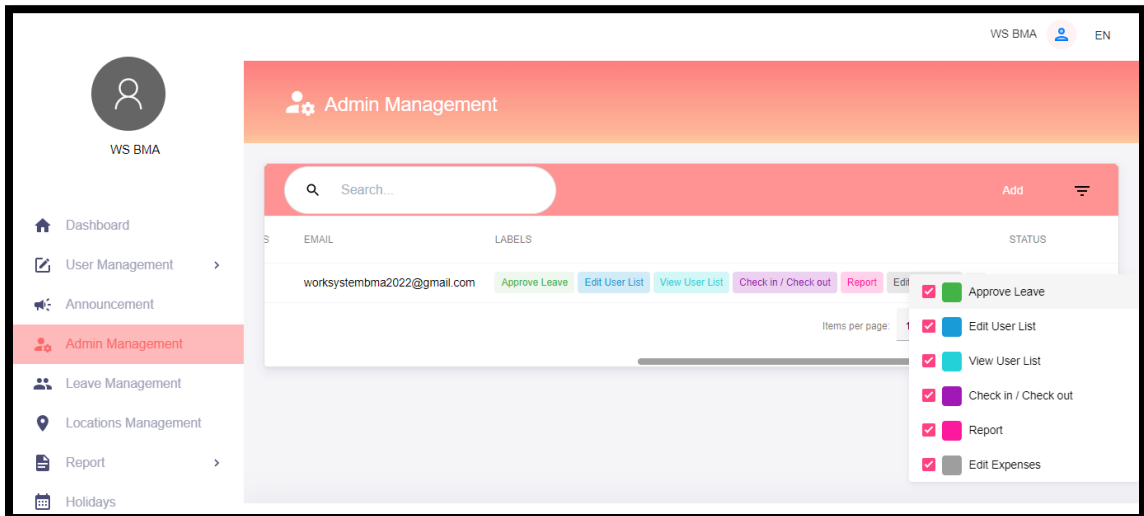 WS BMA EN
WS BMA
Admin Management
Dashboard
User Management
Announcement
Admin Management
Leave Management
Locations Management
Report
Holidays
Search...
Add
S EMAIL LABELS STATUS
worksystembma2022@gmail.com Approve Leave Edit User List View User List Check in / Check out Report Edi
Items per page: 1
Approve Leave
Edit User List
View User List
Check in / Check out
Report
Edit Expenses